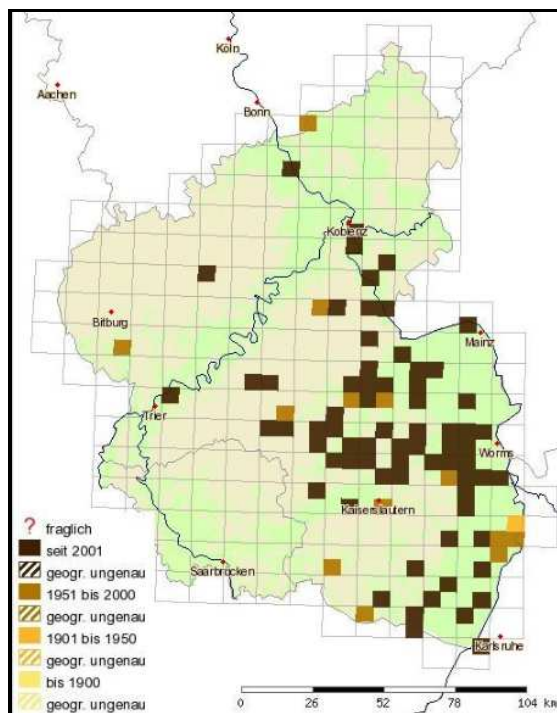 Köln
Aachen
Bonn
Koblenz
Bitburg
Mainz
Trier
Worms
Kaiserslautern
Saarbrücken
Karlsruhe
? fraglich
seit 2001
geogr. ungenau
1951 bis 2000
geogr. ungenau
1901 bis 1950
geogr. ungenau
bis 1900
geogr. ungenau
0 26 52 78 104 km